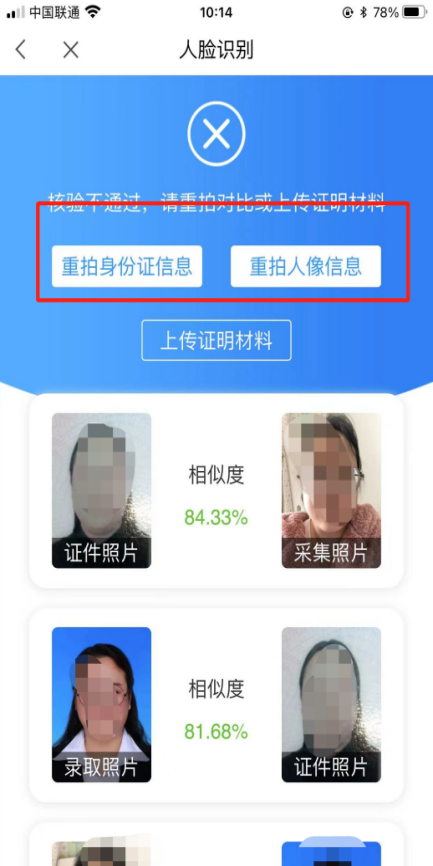 中国联通
10:14
78%
人脸识别
核验不通过，请重拍对比或上传证明材料
重拍身份证信息
重拍人像信息
上传证明材料
相似度
84.33%
证件照片
采集照片
相似度
81.68%
录取照片
证件照片